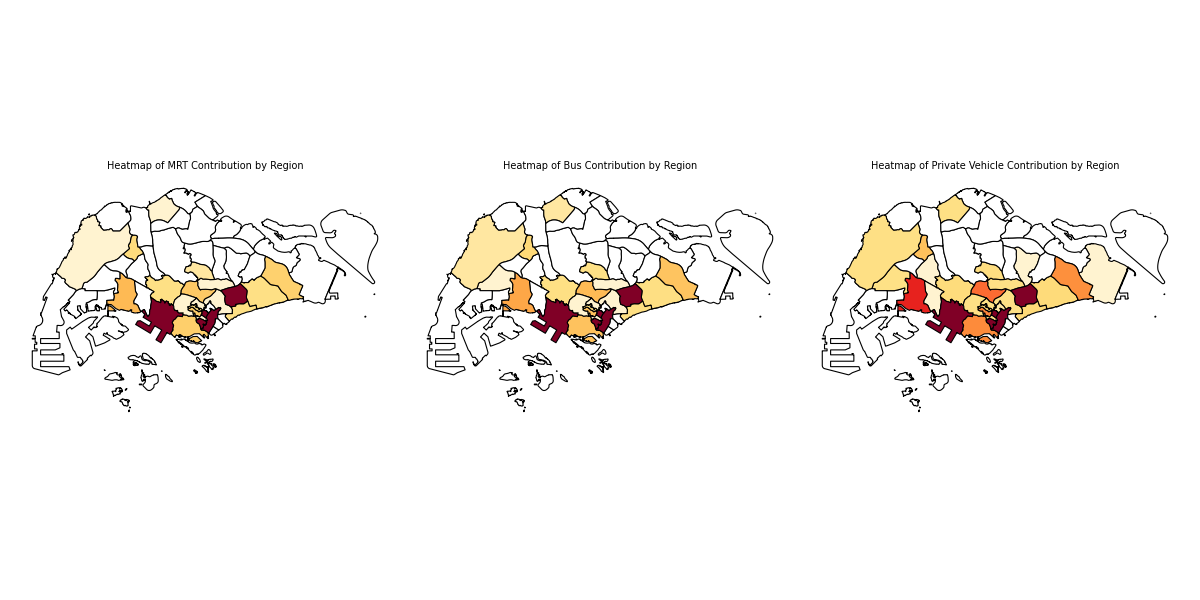 Heatmap of MRT Contribution by Region
Heatmap of Bus Contribution by Region
Heatmap of Private Vehicle Contribution by Region